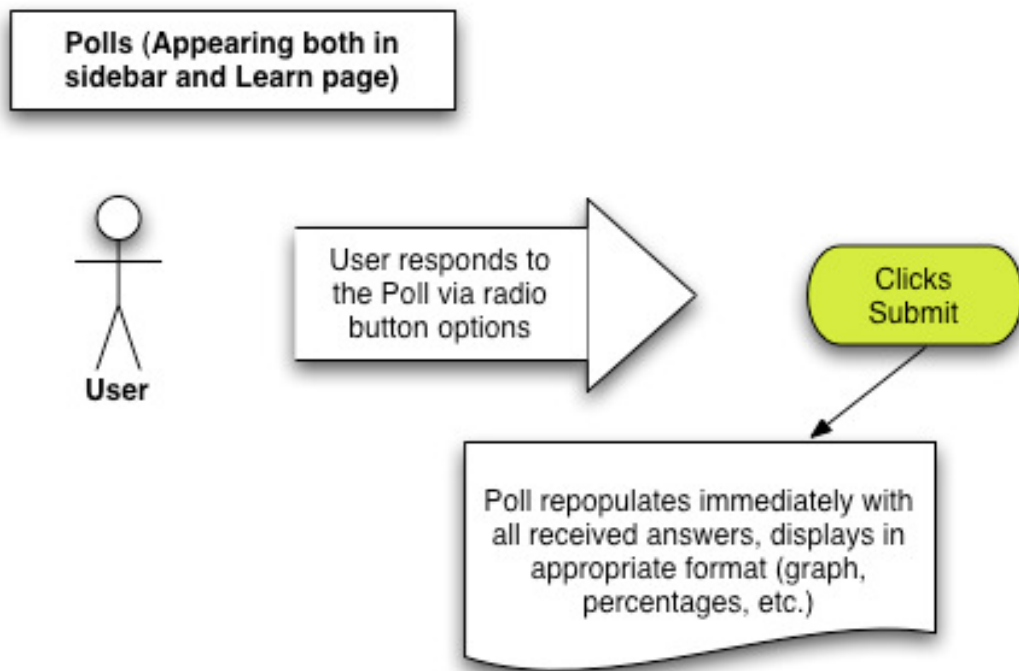 Polls (Appearing both in
sidebar and Learn page)
User responds to
the Poll via radio
button options
Clicks
Submit
User
Poll repopulates immediately with
all received answers, displays in
appropriate format (graph,
percentages, etc.)